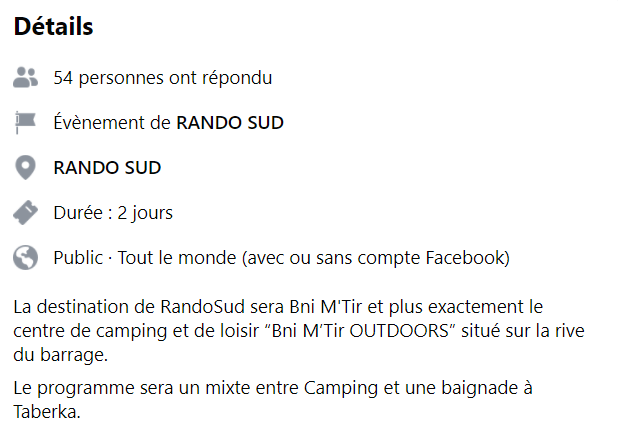 Détails
54 personnes ont répondu
Évènement de RANDO SUD
RANDO SUD
Durée : 2 jours
Public · Tout le monde (avec ou sans compte Facebook)
La destination de RandoSud sera Bni M'Tir et plus exactement le
centre de camping et de loisir “Bni M’Tir OUTDOORS” situé sur la rive
du barrage.
Le programme sera un mixte entre Camping et une baignade à
Taberka.